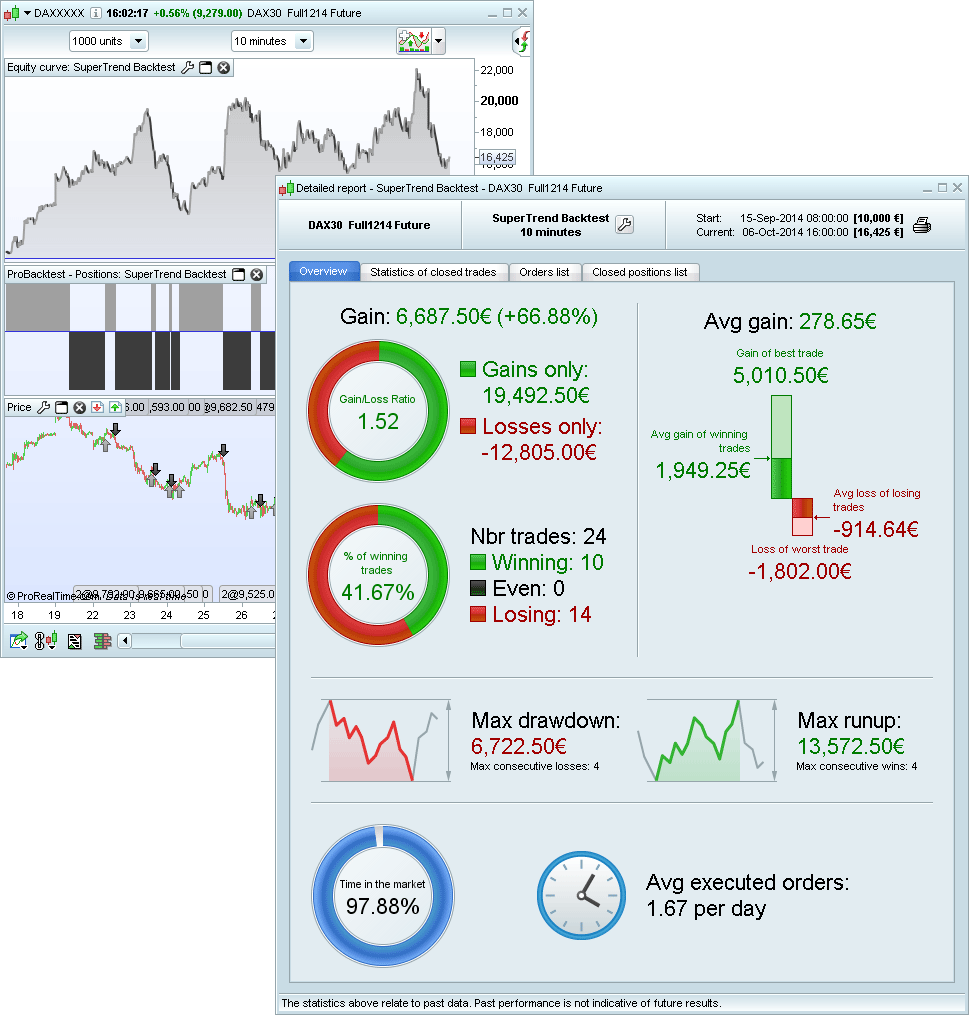 DAXXXXX 16:02:17 +0.56% (9,279.00) DAX30 Full1214 Future
1000 units 10 minutes
Equity curve: SuperTrend Backtest
22,000
20,000
18,000
16,425
ProBacktest - Positions: SuperTrend Backtest
Price
© ProRealTime.com
18 19 22 23 24 25 26
Detailed report - SuperTrend Backtest - DAX30 Full1214 Future
DAX30 Full1214 Future
SuperTrend Backtest
10 minutes
Start: 15-Sep-2014 08:00:00 [10,000 €]
Current: 06-Oct-2014 16:00:00 [16,425 €]
Overview Statistics of closed trades Orders list Closed positions list
Gain: 6,687.50€ (+66.88%)
Gain/Loss Ratio
1.52
Gains only:
19,492.50€
Losses only:
-12,805.00€
% of winning
trades
41.67%
Nbr trades: 24
Winning: 10
Even: 0
Losing: 14
Avg gain: 278.65€
Gain of best trade
5,010.50€
Avg gain of winning
trades
1,949.25€
Avg loss of losing
trades
-914.64€
Loss of worst trade
-1,802.00€
Max drawdown:
6,722.50€
Max consecutive losses: 4
Max runup:
13,572.50€
Max consecutive wins: 4
Time in the market
97.88%
Avg executed orders:
1.67 per day
The statistics above relate to past data. Past performance is not indicative of future results.